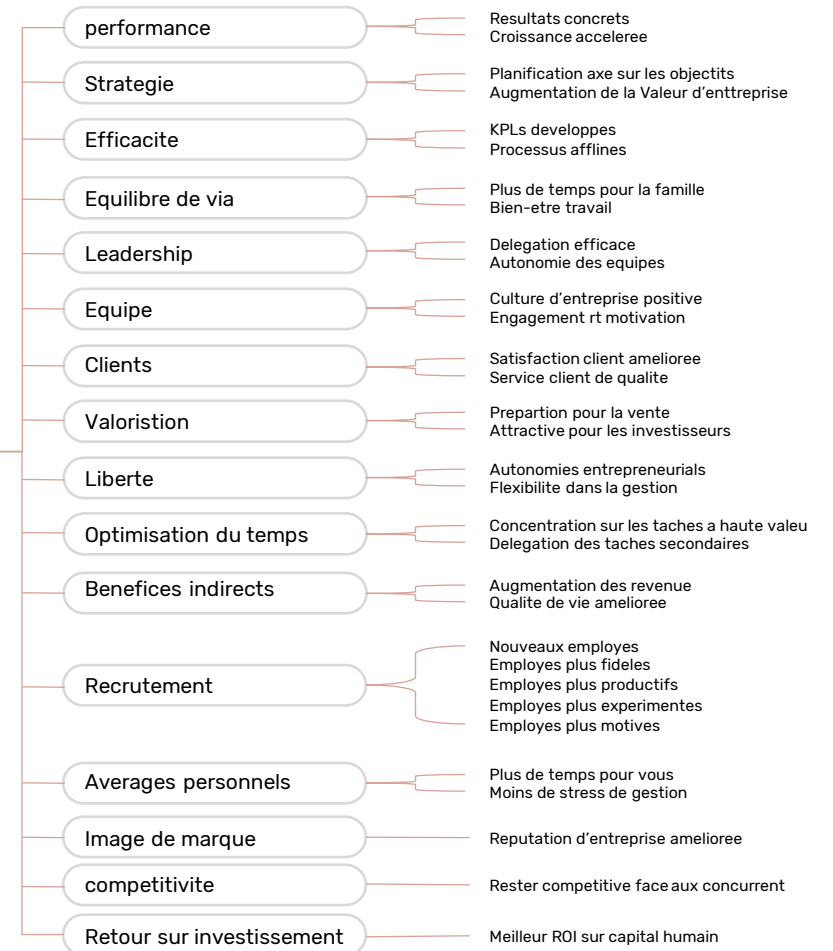 performance
Resultats concrets
Croissance acceleree
Strategie
Planification axe sur les objectits
Augmentation de la Valeur d'enttreprise
Efficacite
KPLs developpes
Processus afflines
Equilibre de via
Plus de temps pour la famille
Bien-etre travail
Leadership
Delegation efficace
Autonomie des equipes
Equipe
Culture d'entreprise positive
Engagement rt motivation
Clients
Satisfaction client amelioree
Service client de qualite
Valoristion
Prepartion pour la vente
Attractive pour les investisseurs
Liberte
Autonomies entrepreneurials
Flexibilite dans la gestion
Optimisation du temps
Concentration sur les taches a haute valeu
Delegation des taches secondaires
Benefices indirects
Augmentation des revenue
Qualite de vie amelioree
Recrutement
Nouveaux employes
Employes plus fideles
Employes plus productifs
Employes plus experimentes
Employes plus motives
Averages personnels
Plus de temps pour vous
Moins de stress de gestion
Image de marque
Reputation d'entreprise amelioree
competitivite
Rester competitive face aux concurrent
Retour sur investissement
Meilleur ROI sur capital humain